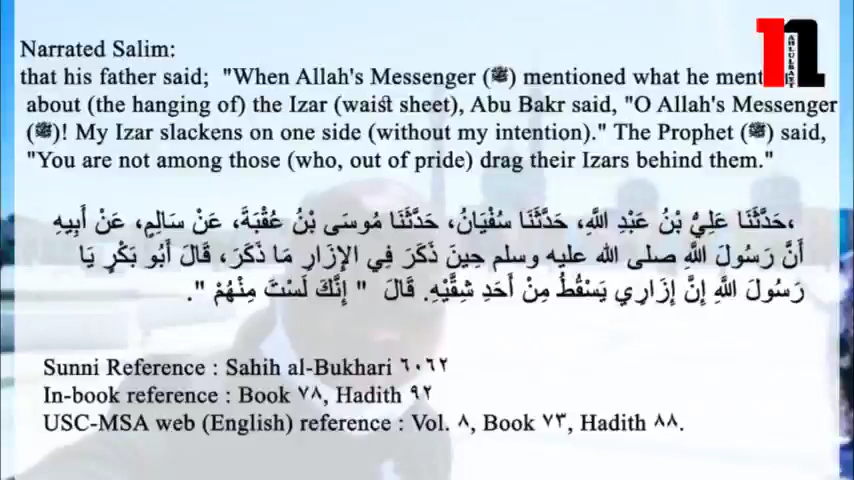 Narrated Salim:
that his father said; "When Allah's Messenger (ﷺ) mentioned what he
about (the hanging of) the Izar (waist sheet), Abu Bakr said, "O Allah's Messenger
(ﷺ)! My Izar slackens on one side (without my intention)." The Prophet (ﷺ) said,
"You are not among those (who, out of pride) drag their Izars behind them."
حَدَّثَنَا عَلِيُّ بْنُ عَبْدِ اللَّهِ، حَدَّثَنَا سُفْيَانُ، حَدَّثَنَا مُوسَى بْنُ عُقْبَةَ، عَنْ سَالِمٍ، عَنْ أَبِيهِ،
أَنَّ رَسُولَ اللَّهِ صلى الله عليه وسلم حِينَ ذَكَرَ فِي الإِزَارِ مَا ذَكَرَ، قَالَ أَبُو بَكْرٍ يَا
رَسُولَ اللَّهِ إِنَّ إِزَارِي يَسْقُطُ مِنْ أَحَدِ شِقَّيْهِ. قَالَ " إِنَّكَ لَسْتَ مِنْهُمْ ".
Sunni Reference : Sahih al-Bukhari ٦٠٦٢
In-book reference : Book ٧٨, Hadith ٩٢
USC-MSA web (English) reference : Vol. ٨, Book ٧٣, Hadith ٨٨.
AHLULBAYT